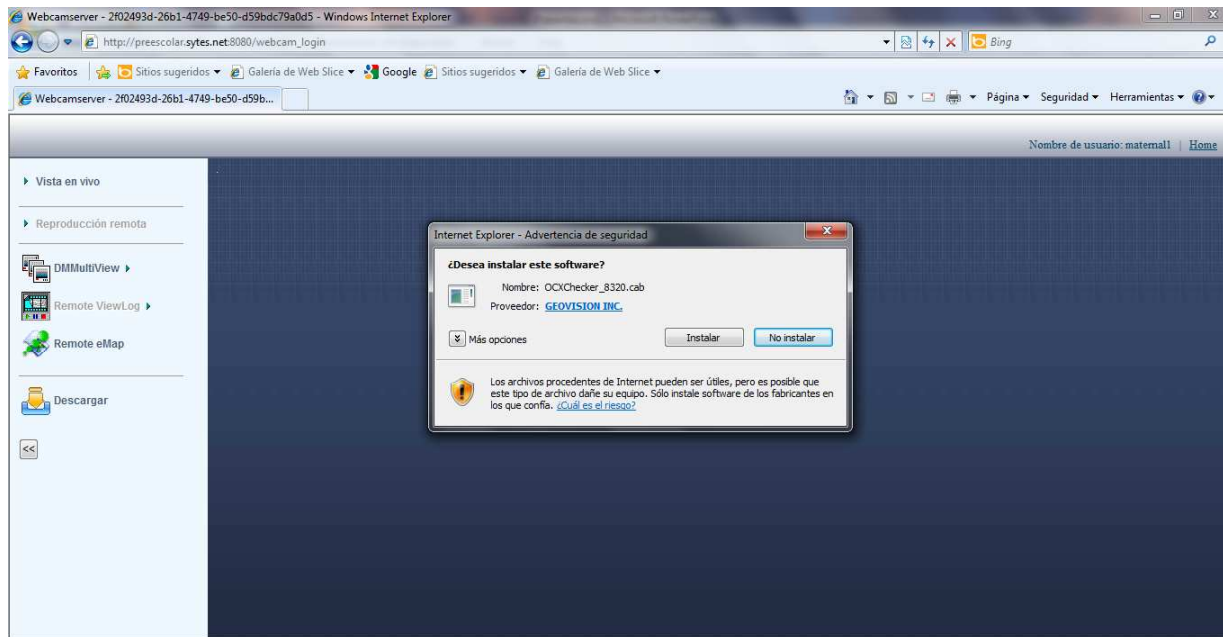 Webcamserver - 2f02493d-26b1-4749-be50-d59bdc79a0d5 - Windows Internet Explorer
http://preescolar.sytes.net:8080/webcam_login
Bing
Favoritos Sitios sugeridos Galería de Web Slice Google Sitios sugeridos Galería de Web Slice
Webcamserver - 2f02493d-26b1-4749-be50-d59b...
Página Seguridad Herramientas
Nombre de usuario: maternal1 | Home
Vista en vivo
Reproducción remota
DMMultiView
Remote ViewLog
Remote eMap
Descargar
<<
Internet Explorer - Advertencia de seguridad
¿Desea instalar este software?
Nombre: OCXChecker_8320.cab
Proveedor: GEOVISION INC.
Más opciones
Instalar
No instalar
Los archivos procedentes de Internet pueden ser útiles, pero es posible que
este tipo de archivo dañe su equipo. Sólo instale software de los fabricantes en
los que confía. ¿Cuál es el riesgo?